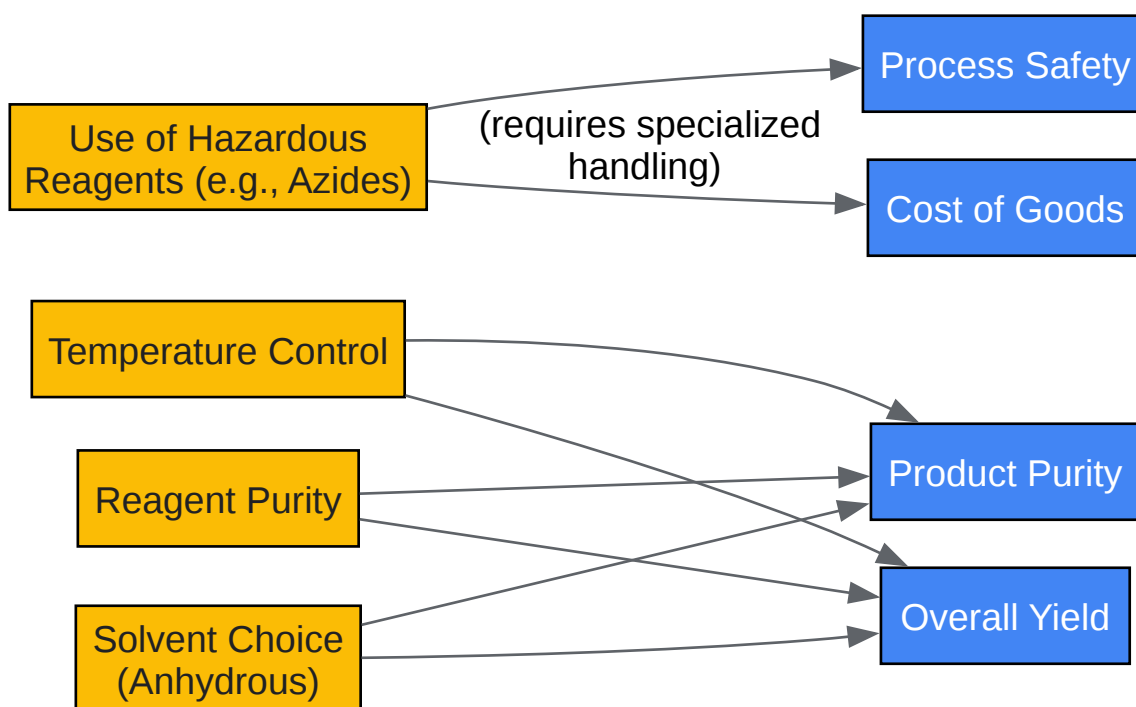 Process Safety
Use of Hazardous
Reagents (e.g., Azides)
(requires specialized
handling)
Cost of Goods
Temperature Control
Product Purity
Reagent Purity
Overall Yield
Solvent Choice
(Anhydrous)